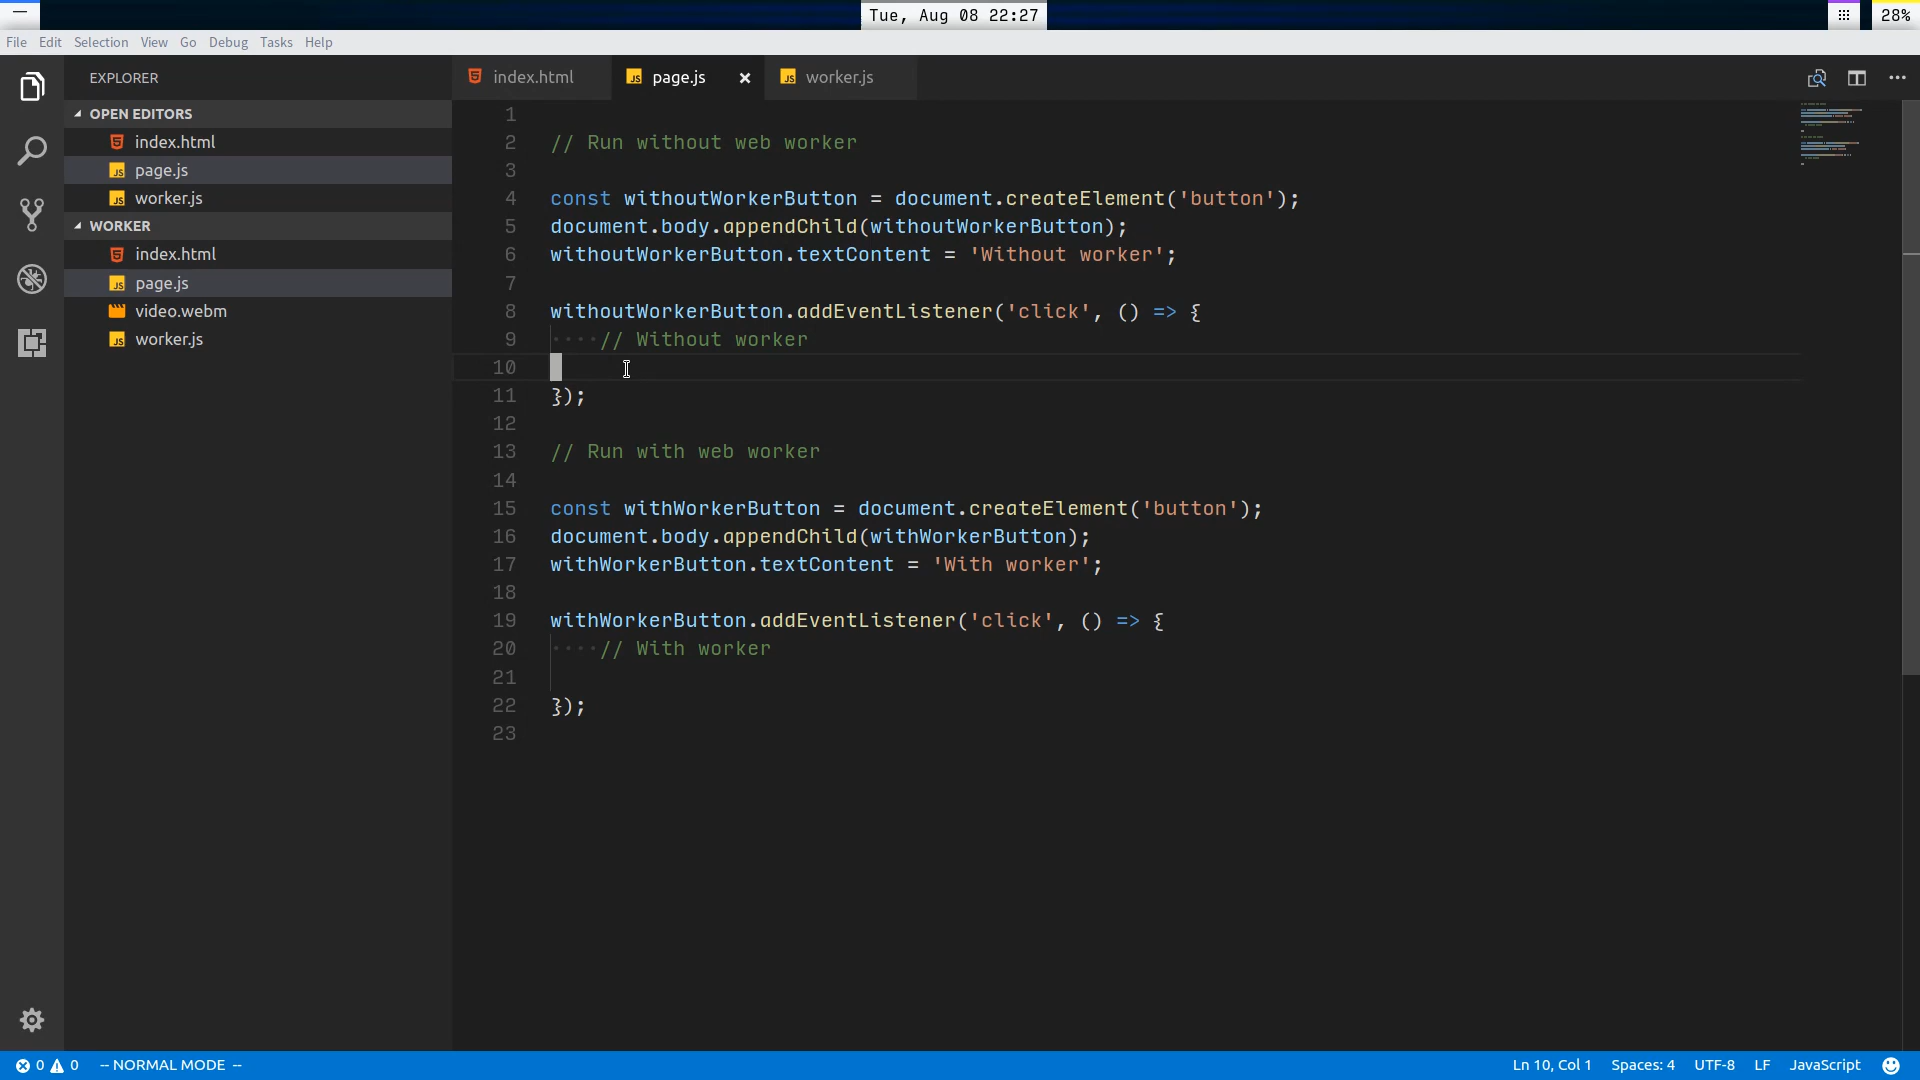 Tue, Aug 08 22:27
28%
File Edit Selection View Go Debug Tasks Help
EXPLORER
OPEN EDITORS
index.html
page.js
worker.js
WORKER
index.html
page.js
video.webm
worker.js
index.html page.js worker.js
1
2 // Run without web worker
3
4 const withoutWorkerButton = document.createElement('button');
5 document.body.appendChild(withoutWorkerButton);
6 withoutWorkerButton.textContent = 'Without worker';
7
8 withoutWorkerButton.addEventListener('click', () => {
9 ····// Without worker
10
11 });
12
13 // Run with web worker
14
15 const withWorkerButton = document.createElement('button');
16 document.body.appendChild(withWorkerButton);
17 withWorkerButton.textContent = 'With worker';
18
19 withWorkerButton.addEventListener('click', () => {
20 ····// With worker
21
22 });
23
0 0 -- NORMAL MODE -- Ln 10, Col 1 Spaces: 4 UTF-8 LF JavaScript